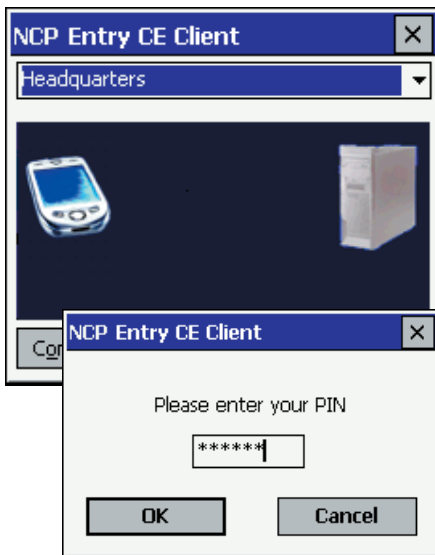 NCP Entry CE Client
Headquarters
NCP Entry CE Client
Please enter your PIN
******
OK Cancel